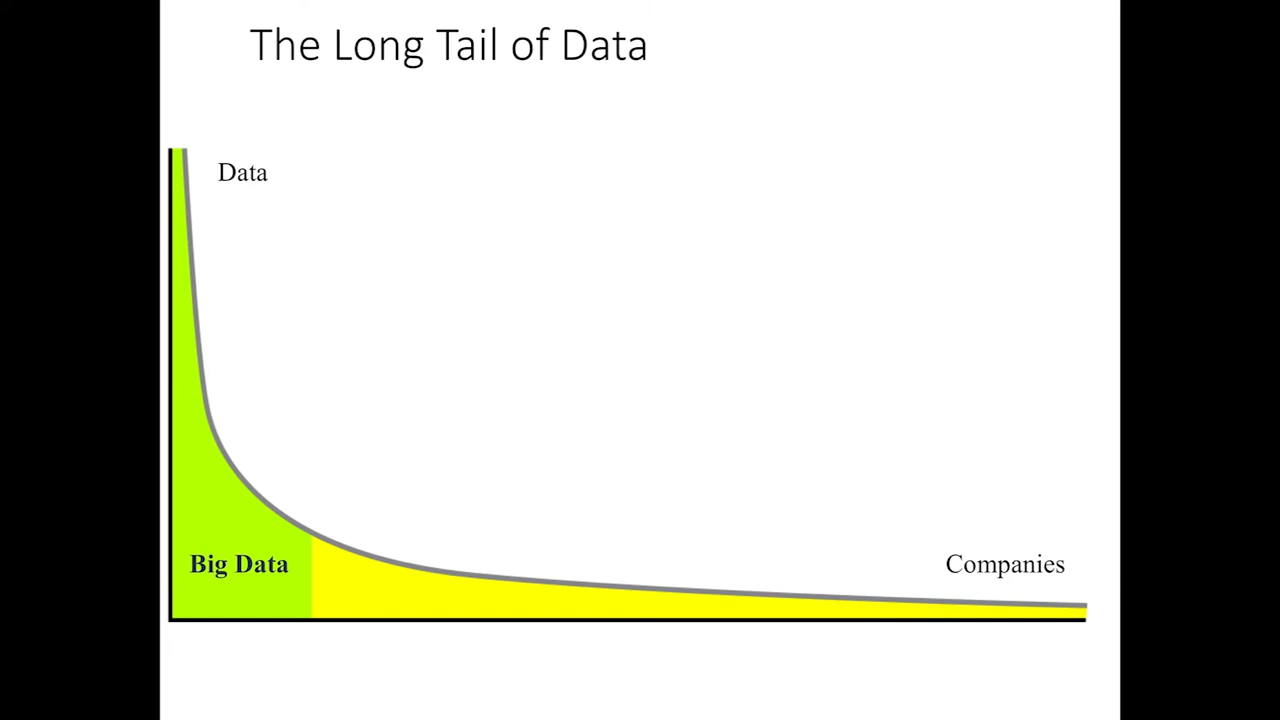 The Long Tail of Data
Data
Big Data
Companies